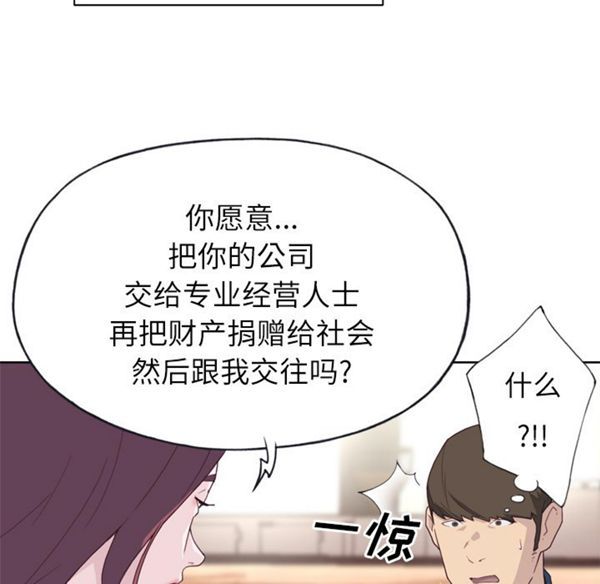 你愿意...
把你的公司
交给专业经营人士
再把财产捐赠给社会
然后跟我交往吗?
什么
?!!
一惊